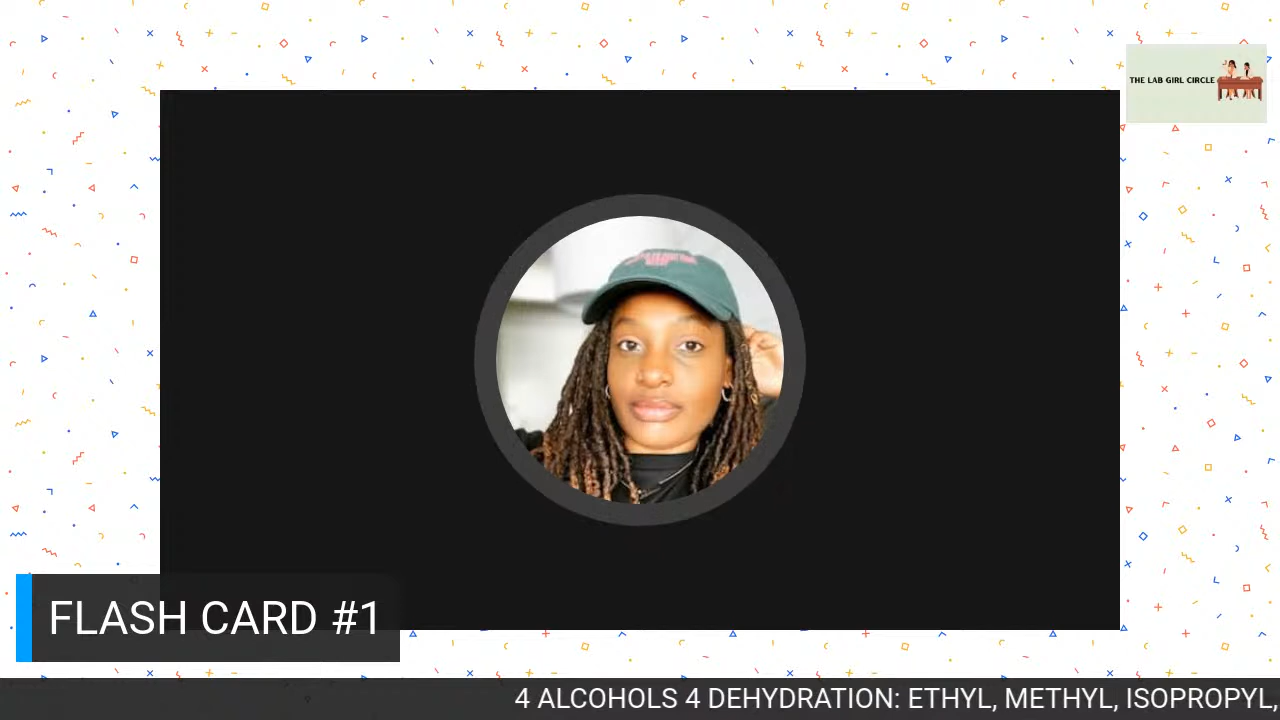 THE LAB GIRL CIRCLE
FLASH CARD #1
4 ALCOHOLS 4 DEHYDRATION: ETHYL, METHYL, ISOPROPYL,